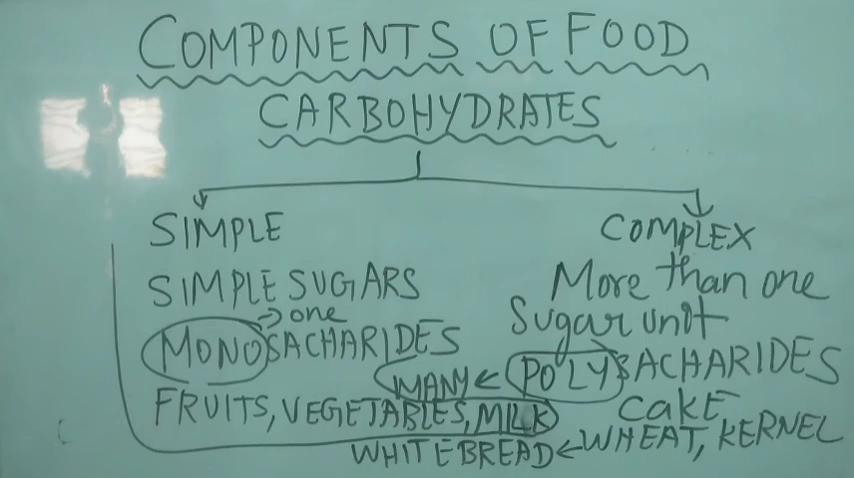 COMPONENTS OF FOOD
CARBOHYDRATES
SIMPLE
SIMPLE SUGARS
→ one
MONOSACHARIDES
FRUITS, VEGETABLES, MILK
COMPLEX
More than one
Sugar unit
MANY ← POLYSACHARIDES
CAKE
WHITE BREAD ← WHEAT, KERNEL